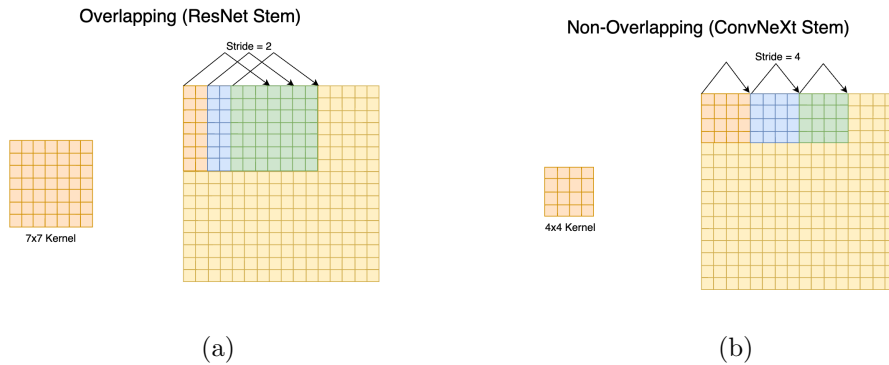 Overlapping (ResNet Stem)
Stride = 2
7x7 Kernel
(a)
Non-Overlapping (ConvNeXt Stem)
Stride = 4
4x4 Kernel
(b)